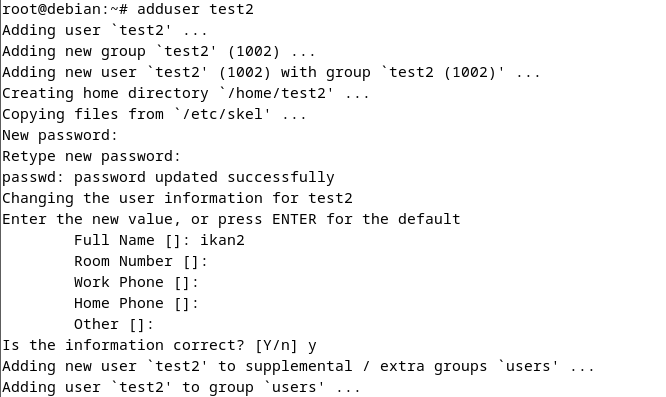 root@debian:~# adduser test2
Adding user `test2' ...
Adding new group `test2' (1002) ...
Adding new user `test2' (1002) with group `test2 (1002)' ...
Creating home directory `/home/test2' ...
Copying files from `/etc/skel' ...
New password:
Retype new password:
passwd: password updated successfully
Changing the user information for test2
Enter the new value, or press ENTER for the default
        Full Name []: ikan2
        Room Number []:
        Work Phone []:
        Home Phone []:
        Other []:
Is the information correct? [Y/n] y
Adding new user `test2' to supplemental / extra groups `users' ...
Adding user `test2' to group `users' ...